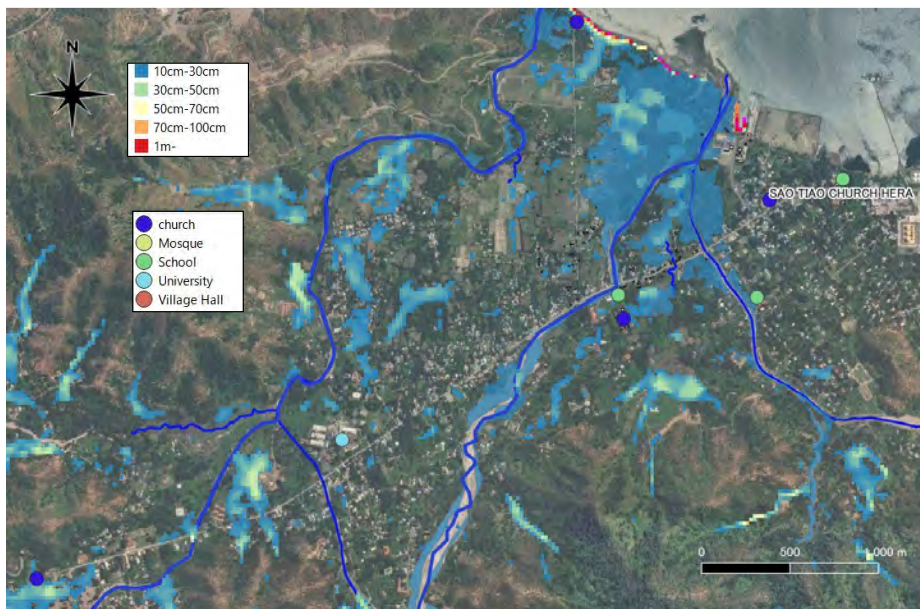 N
10cm-30cm
30cm-50cm
50cm-70cm
70cm-100cm
1m-
church
Mosque
School
University
Village Hall
SAO TIAO CHURCH HERA
0 500 1,000 m